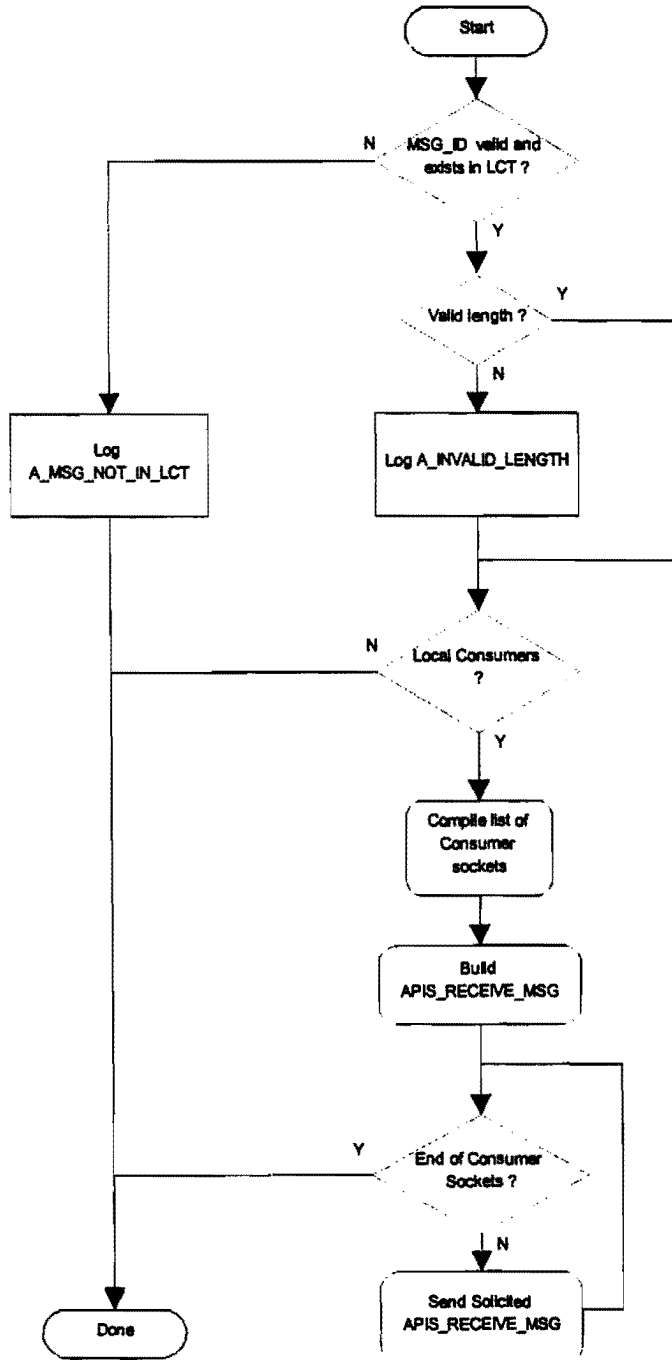 Start
MSG_ID valid and
exists in LCT ?
N
Y
Valid length ?
Y
N
Log
A_MSG_NOT_IN_LCT
Log A_INVALID_LENGTH
Local Consumers
?
N
Y
Compile list of
Consumer
sockets
Build
APIS_RECEIVE_MSG
End of Consumer
Sockets ?
Y
N
Send Solicited
APIS_RECEIVE_MSG
Done